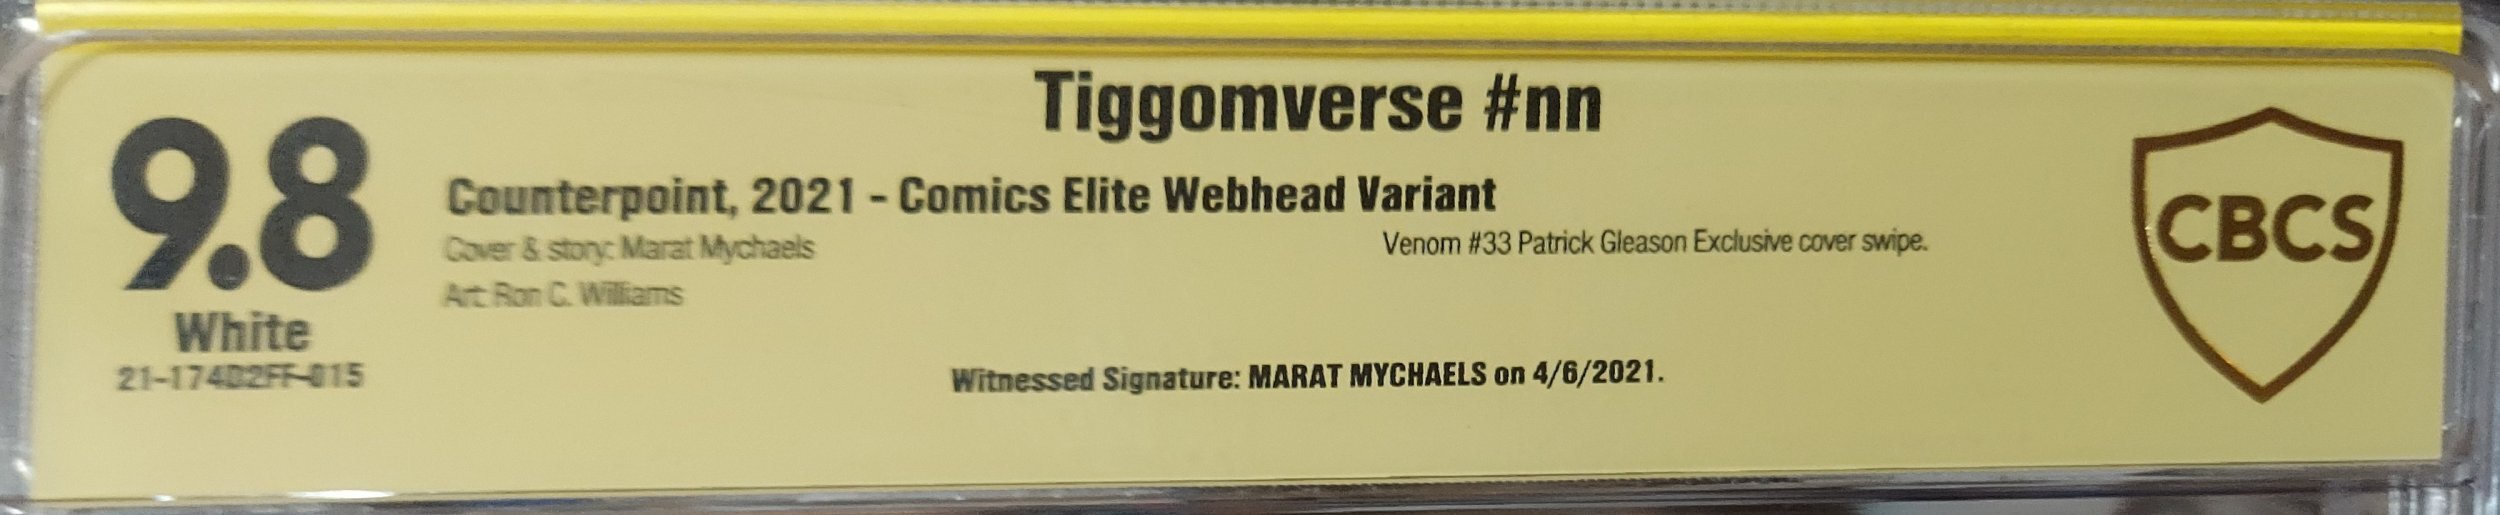 Tiggomverse #nn
9.8
White
21-174D2FF-015
Counterpoint, 2021 - Comics Elite Webhead Variant
Cover & story: Marat Mychaels
Art: Ron C. Williams
Venom #33 Patrick Gleason Exclusive cover swipe.
Witnessed Signature: MARAT MYCHAELS on 4/6/2021.
CBCS